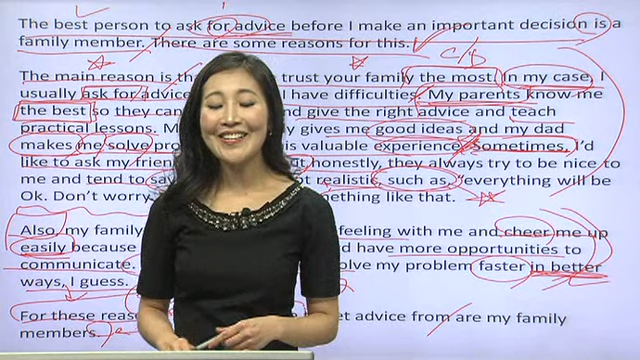 The best person to ask for advice before I make an important decision is a
family member. There are some reasons for this.
C/B
The main reason is th trust your family the most. In my case, I
usually ask for I have difficulties. My parents know me
the best so they can and give the right advice and teach
practical lessons. M gives me good ideas and my dad
makes me solve pro is valuable experience. Sometimes, I'd
like to ask my frien honestly, they always try to be nice to
me and tend to realistic, such as, "everything will be
Ok. Don't worry mething like that.
Also, my family feeling with me and cheer me up
easily because d have more opportunities to
communicate. olve my problem faster in better
ways, I guess.
For these reas et advice from are my family
members.